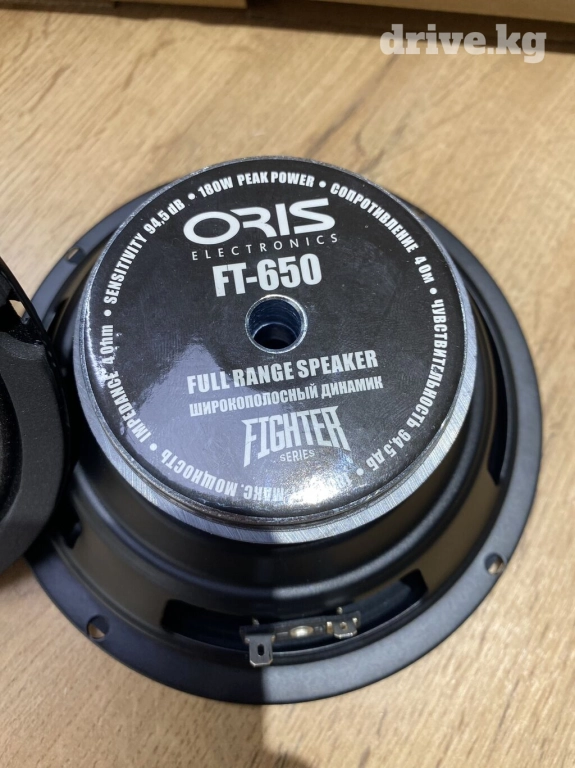 drive.kg
• IMPEDANCE 4 Ohm • SENSITIVITY 94,5 dB • 180W PEAK POWER • СОПРОТИВЛЕНИЕ 4 Ом • ЧУВСТВИТЕЛЬНОСТЬ 94,5 дБ •
МАКС. МОЩНОСТЬ
ORIS
ELECTRONICS
FT-650
FULL RANGE SPEAKER
ШИРОКОПОЛОСНЫЙ ДИНАМИК
FIGHTER
SERIES